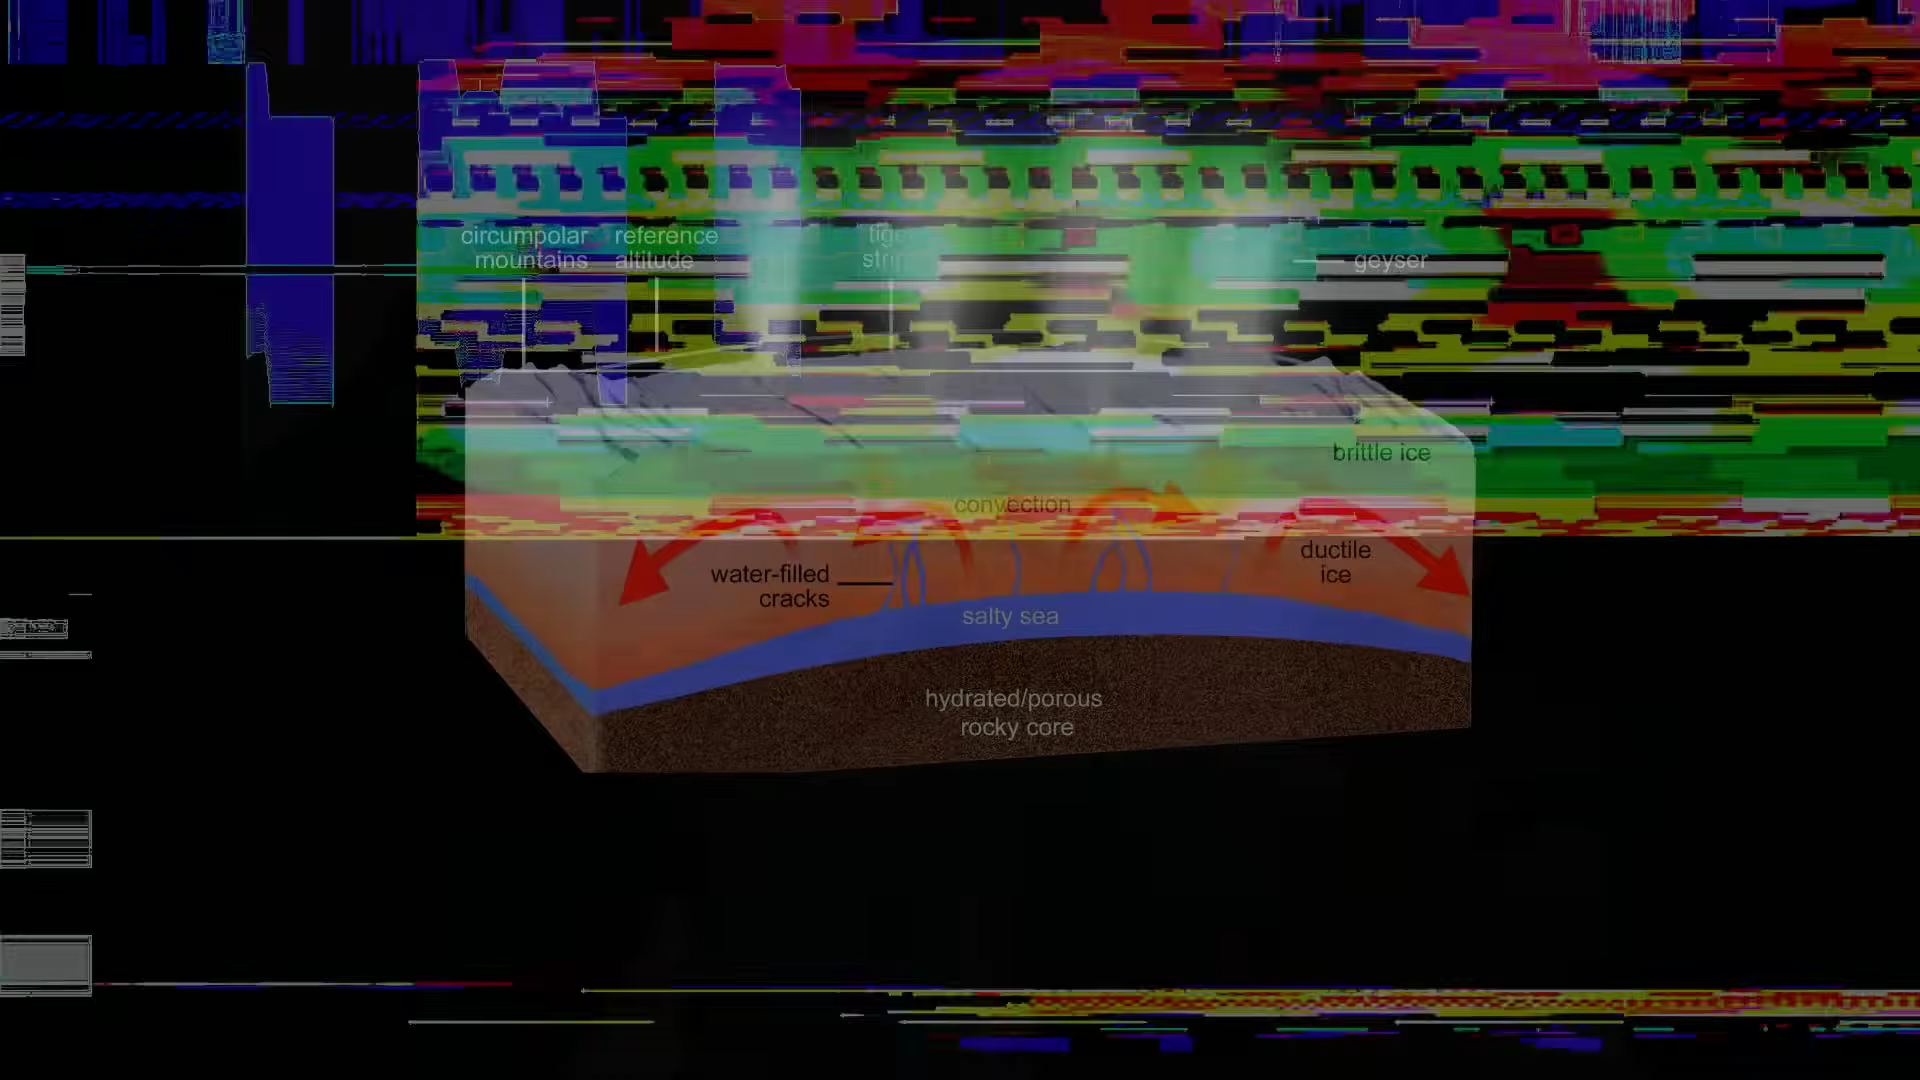 circumpolar
mountains
reference
altitude
geyser
brittle ice
convection
ductile
ice
water-filled
cracks
salty sea
hydrated/porous
rocky core